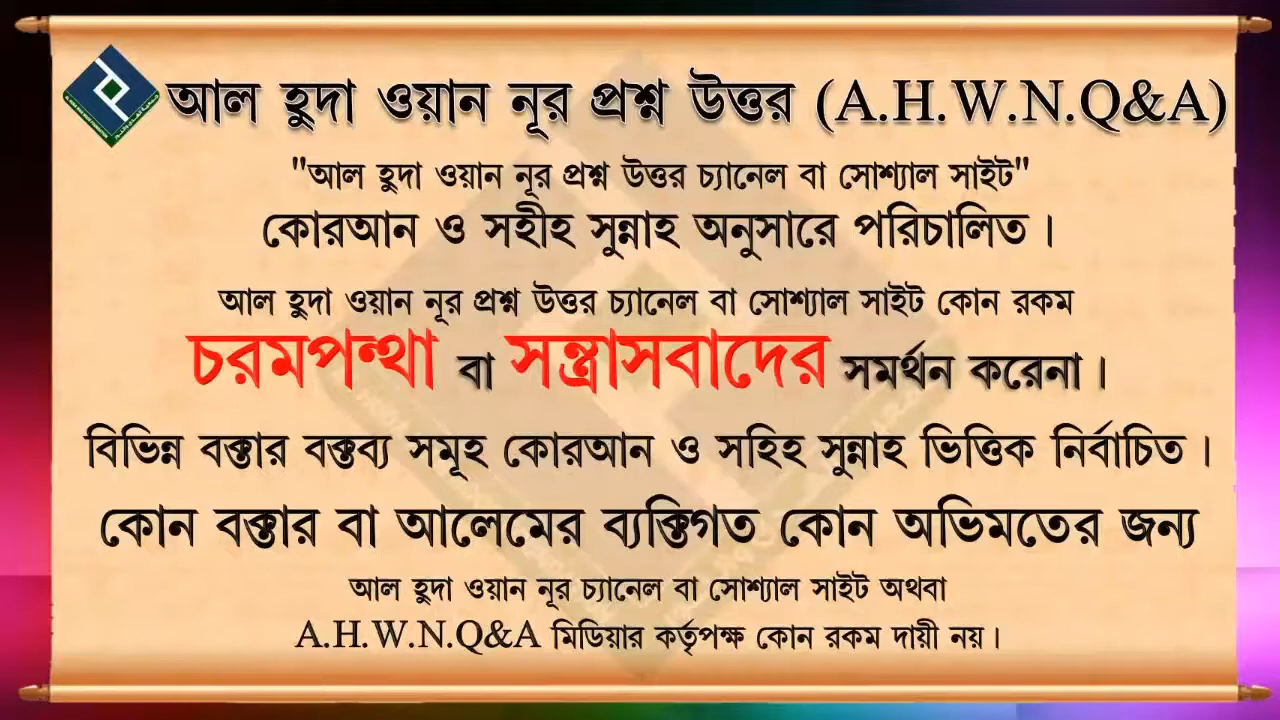 আল হুদা ওয়ান নূর প্রশ্ন উত্তর (A.H.W.N.Q&A)
"আল হুদা ওয়ান নূর প্রশ্ন উত্তর চ্যানেল বা সোশ্যাল সাইট"
কোরআন ও সহীহ সুন্নাহ অনুসারে পরিচালিত ।
আল হুদা ওয়ান নূর প্রশ্ন উত্তর চ্যানেল বা সোশ্যাল সাইট কোন রকম
চরমপন্থা বা সন্ত্রাসবাদের সমর্থন করেনা ।
বিভিন্ন বক্তার বক্তব্য সমূহ কোরআন ও সহিহ সুন্নাহ ভিত্তিক নির্বাচিত ।
কোন বক্তার বা আলেমের ব্যক্তিগত কোন অভিমতের জন্য
আল হুদা ওয়ান নূর চ্যানেল বা সোশ্যাল সাইট অথবা
A.H.W.N.Q&A মিডিয়ার কর্তৃপক্ষ কোন রকম দায়ী নয় ।